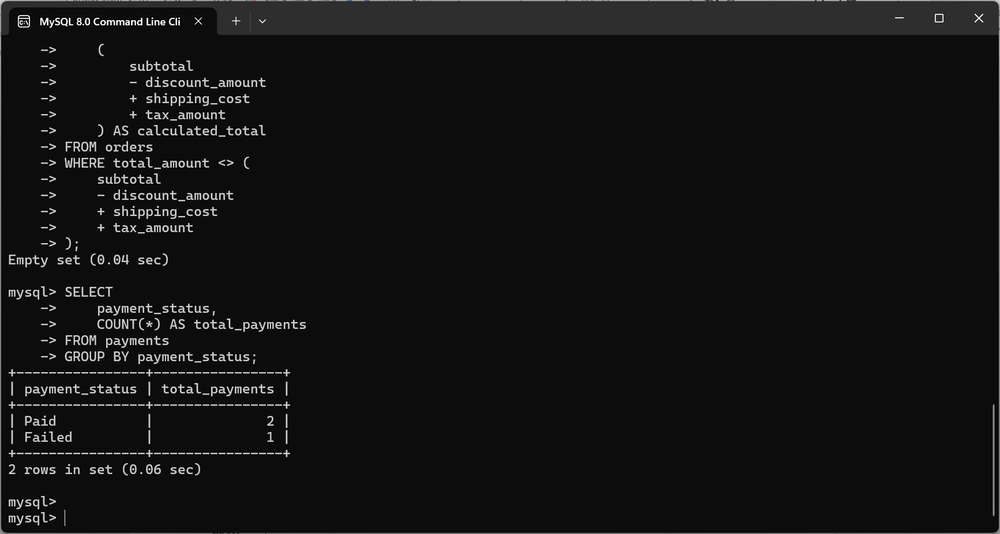 MySQL 8.0 Command Line Cli
    ->     (
    ->         subtotal
    ->         - discount_amount
    ->         + shipping_cost
    ->         + tax_amount
    ->     ) AS calculated_total
    -> FROM orders
    -> WHERE total_amount <> (
    ->     subtotal
    ->     - discount_amount
    ->     + shipping_cost
    ->     + tax_amount
    -> );
Empty set (0.04 sec)

mysql> SELECT
    ->     payment_status,
    ->     COUNT(*) AS total_payments
    -> FROM payments
    -> GROUP BY payment_status;
+----------------+----------------+
| payment_status | total_payments |
+----------------+----------------+
| Paid           |              2 |
| Failed         |              1 |
+----------------+----------------+
2 rows in set (0.06 sec)

mysql>
mysql>